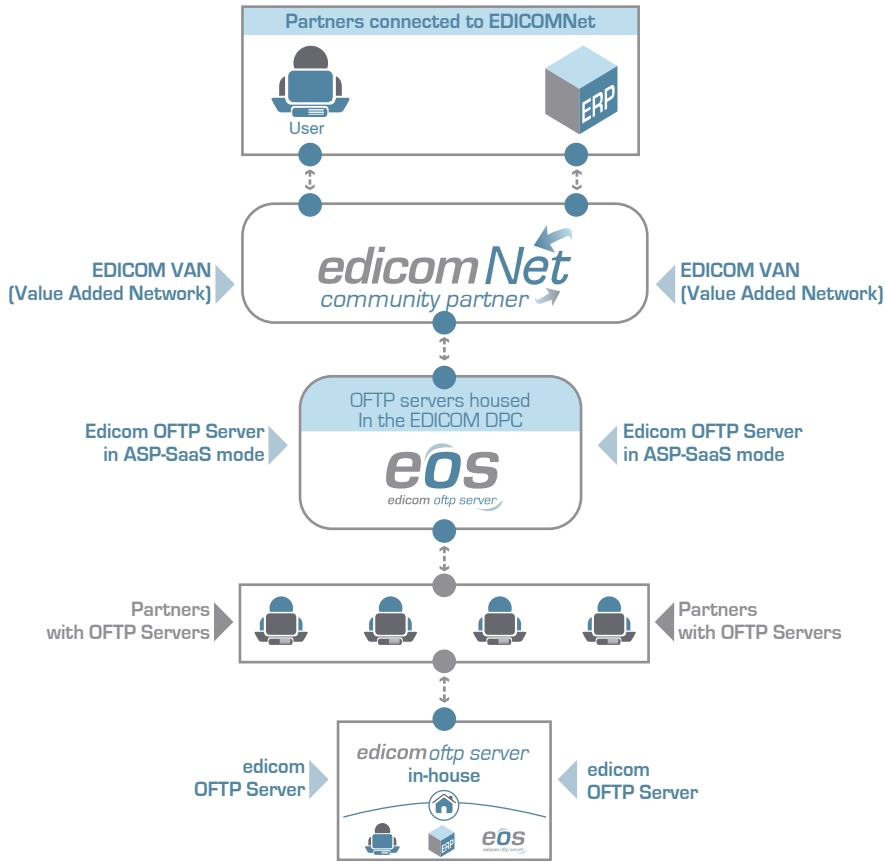 Partners connected to EDICOMNet
User
ERP
edicomNet
community partner
EDICOM VAN
(Value Added Network)
EDICOM VAN
(Value Added Network)
OFTP servers housed
In the EDICOM DPC
eos
edicom oftp server
Edicom OFTP Server
in ASP-SaaS mode
Edicom OFTP Server
in ASP-SaaS mode
Partners
with OFTP Servers
Partners
with OFTP Servers
edicom oftp server
in-house
edicom
OFTP Server
edicom
OFTP Server
ERP
eos
edicom oftp server